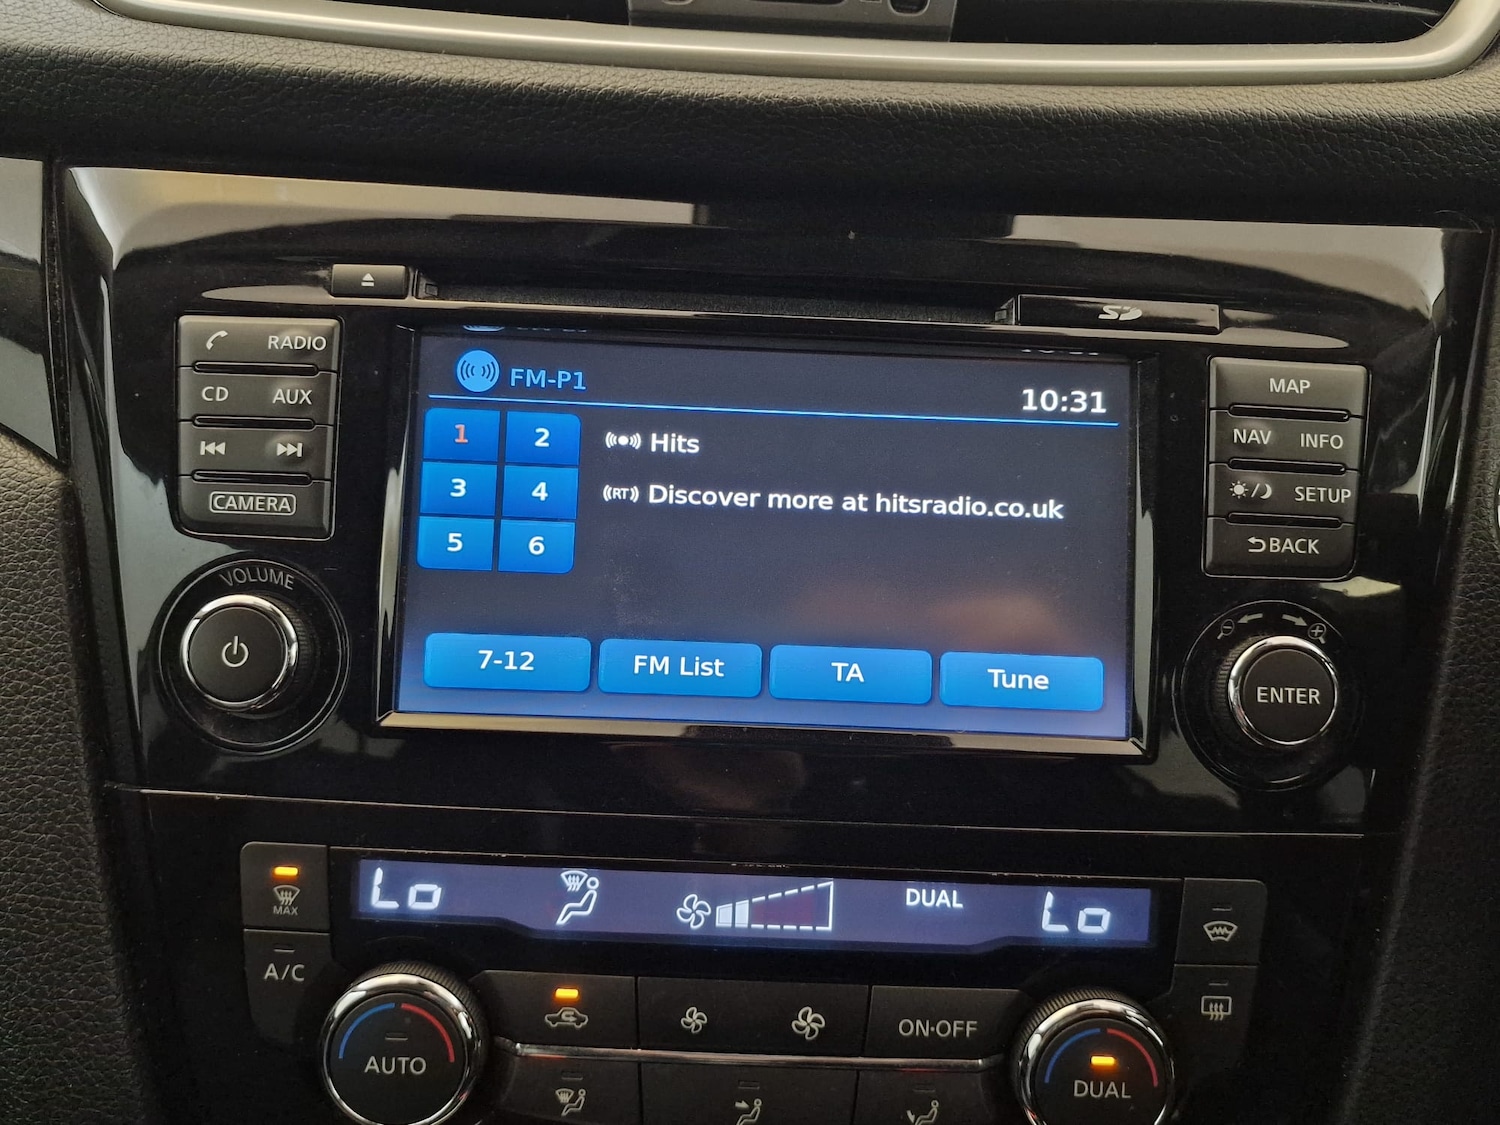 RADIO
CD AUX
CAMERA
VOLUME
SD
FM-P1
10:31
1 2
3 4
5 6
Hits
RT Discover more at hitsradio.co.uk
7-12 FM List TA Tune
MAP
NAV INFO
SETUP
BACK
ENTER
MAX
Lo
DUAL
Lo
A/C
AUTO
ON·OFF
DUAL